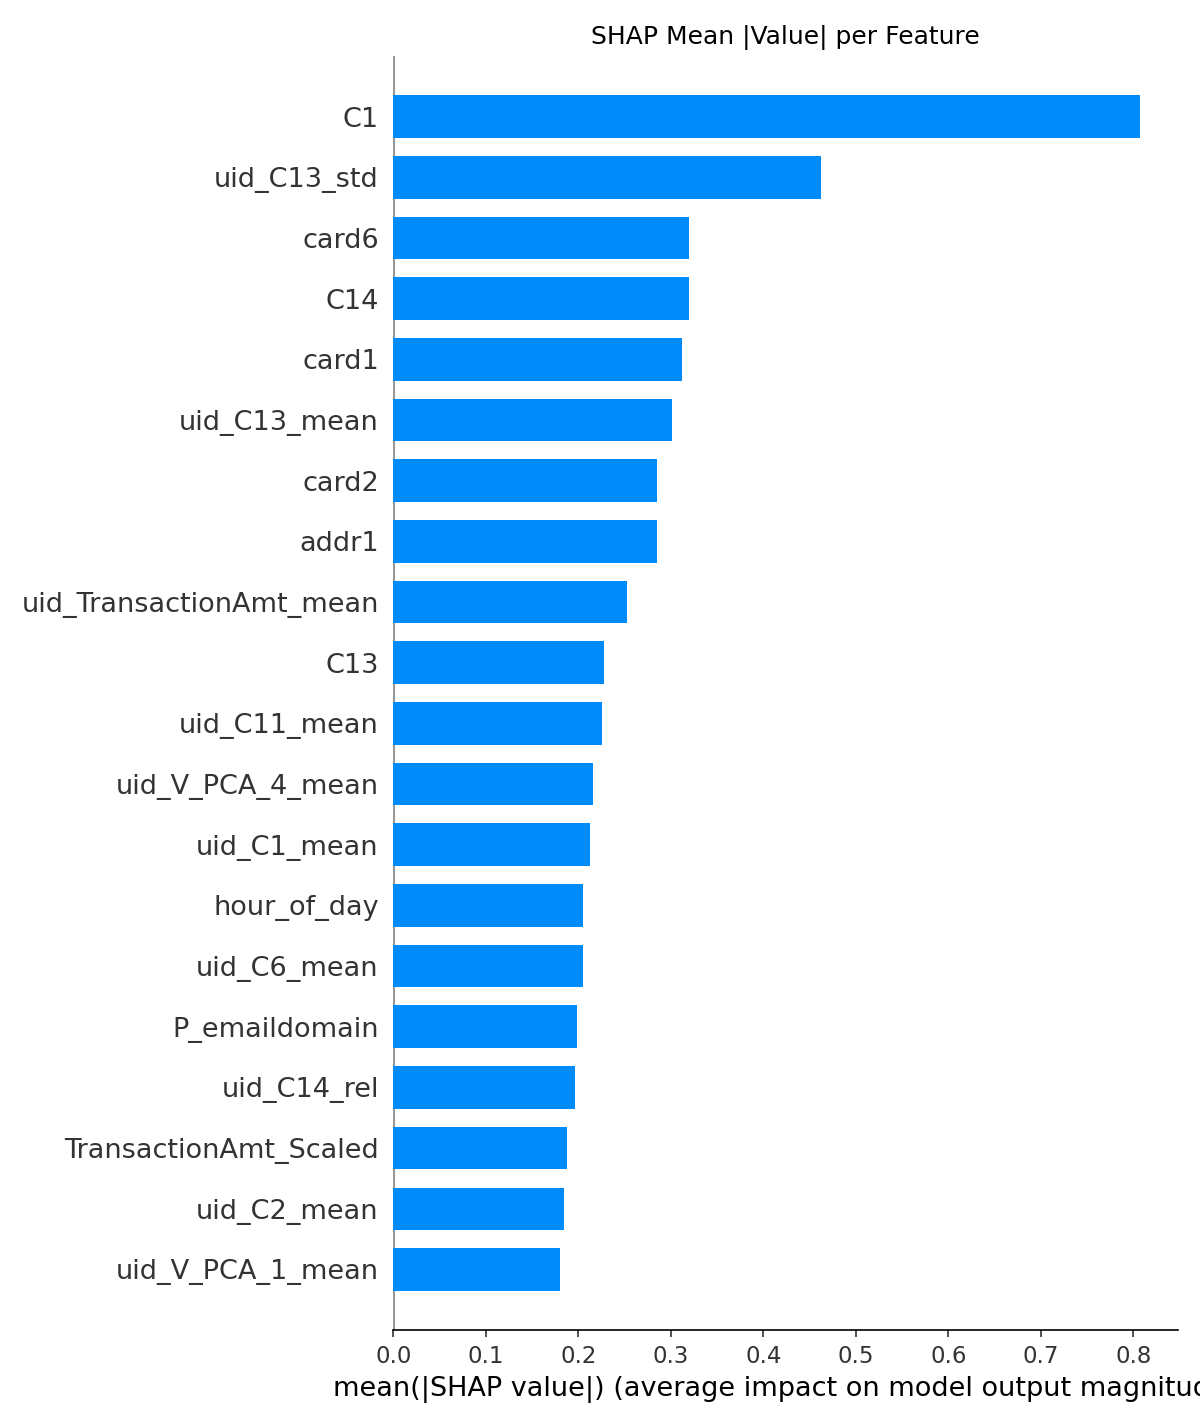 SHAP Mean |Value| per Feature
C1
uid_C13_std
card6
C14
card1
uid_C13_mean
card2
addr1
uid_TransactionAmt_mean
C13
uid_C11_mean
uid_V_PCA_4_mean
uid_C1_mean
hour_of_day
uid_C6_mean
P_emaildomain
uid_C14_rel
TransactionAmt_Scaled
uid_C2_mean
uid_V_PCA_1_mean
0.0 0.1 0.2 0.3 0.4 0.5 0.6 0.7 0.8
mean(|SHAP value|) (average impact on model output